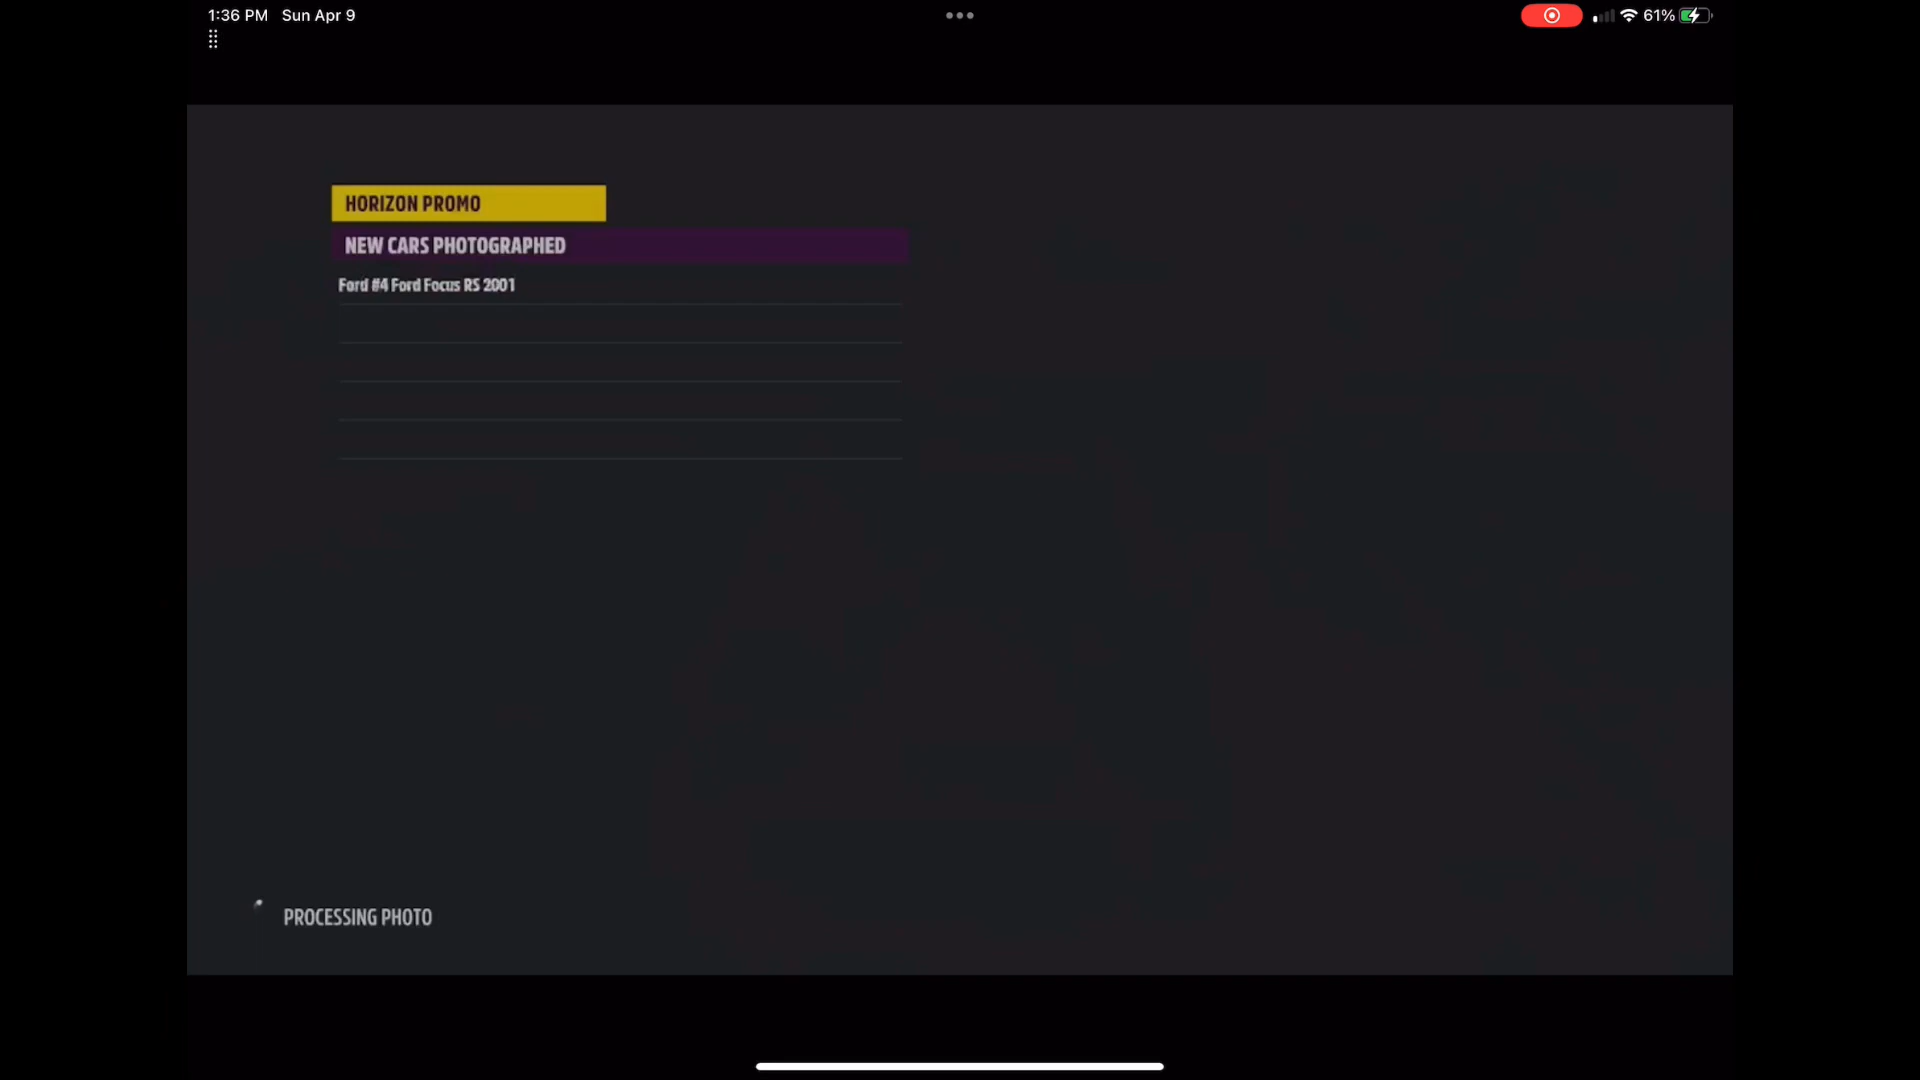 1:36 PM Sun Apr 9
61%
HORIZON PROMO
NEW CARS PHOTOGRAPHED
Ford #4 Ford Focus RS 2001
PROCESSING PHOTO